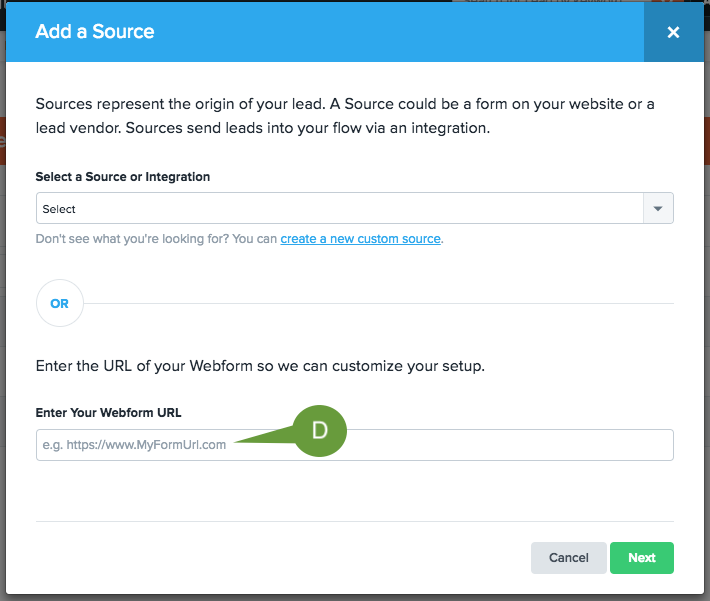 Add a Source
×
Sources represent the origin of your lead. A Source could be a form on your website or a
lead vendor. Sources send leads into your flow via an integration.
Select a Source or Integration
Select
Don't see what you're looking for? You can create a new custom source.
OR
Enter the URL of your Webform so we can customize your setup.
Enter Your Webform URL
D
e.g. https://www.MyFormUrl.com
Cancel
Next